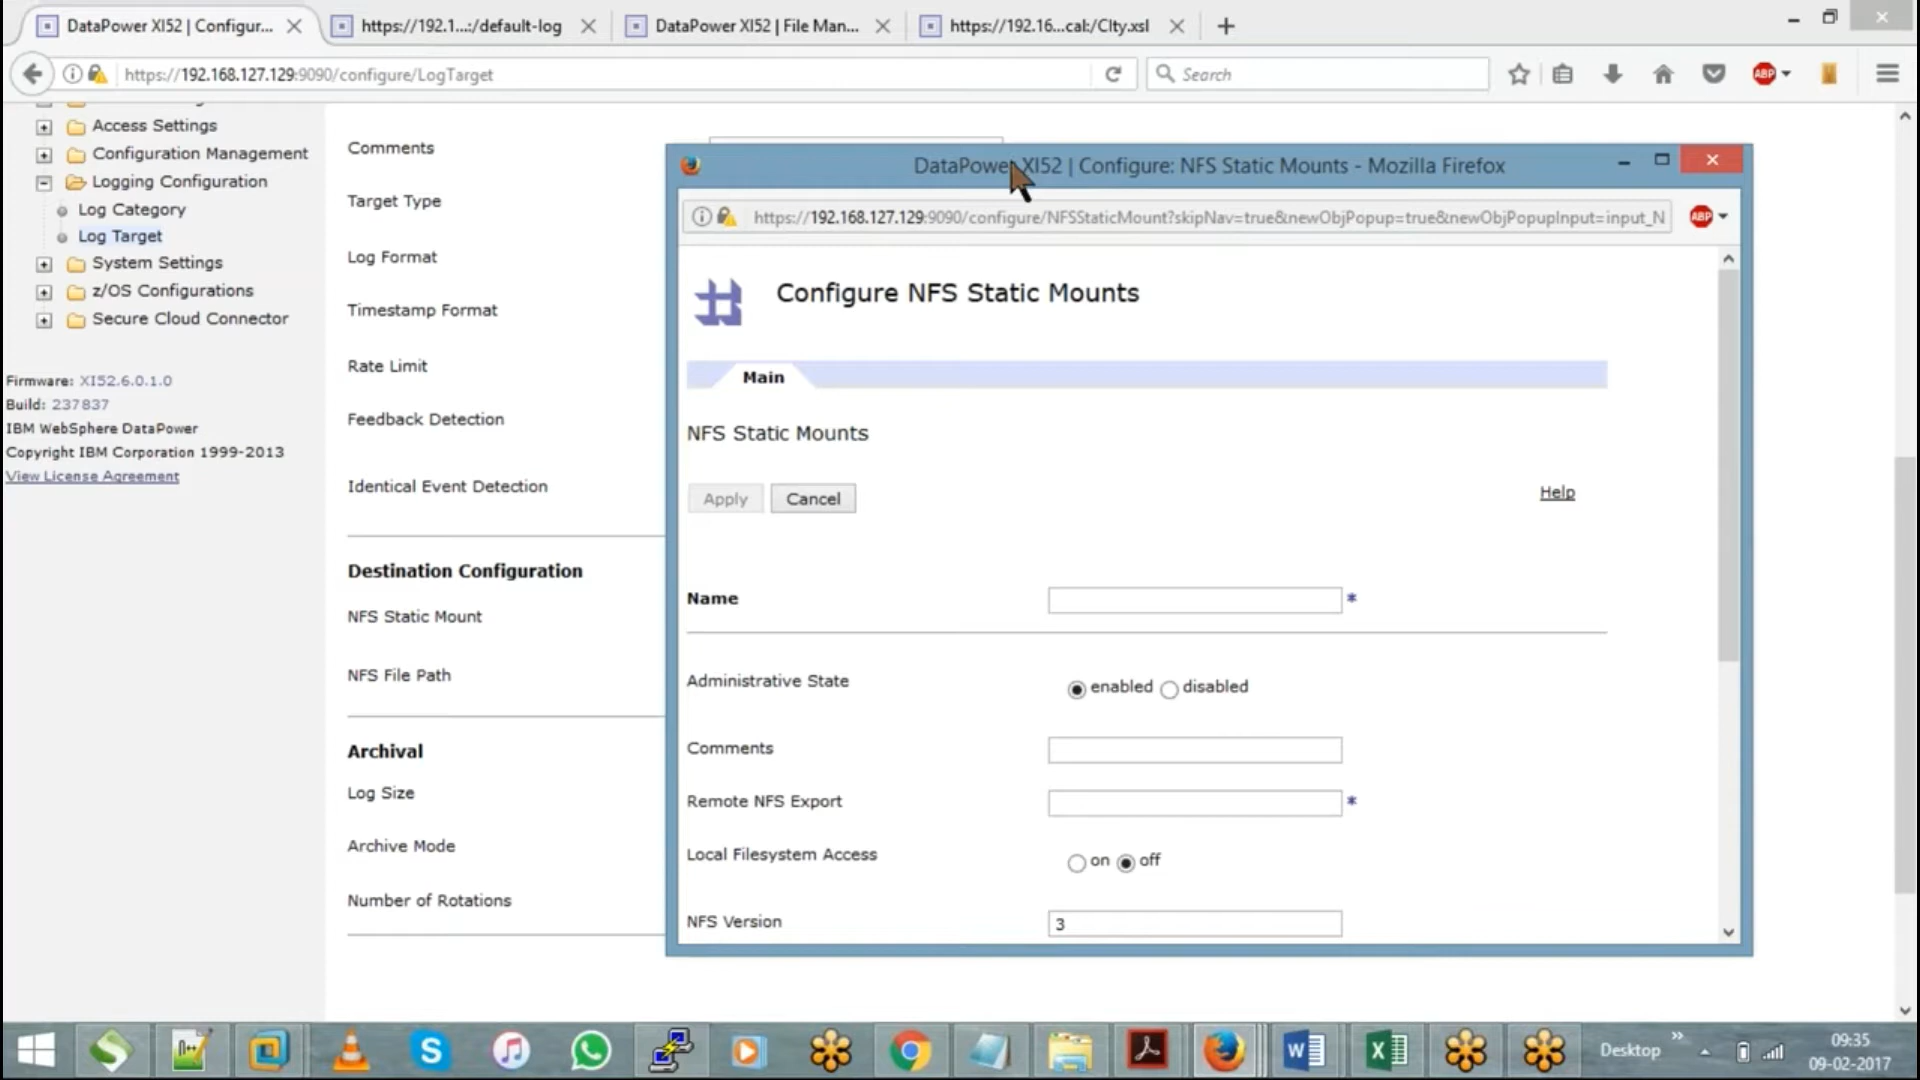 DataPower XI52 | Configur...
https://192.1...:/default-log
DataPower XI52 | File Man...
https://192.16...cal:/CIty.xsl
https://192.168.127.129:9090/configure/LogTarget
Search
ABP
Access Settings
Configuration Management
Logging Configuration
Log Category
Log Target
System Settings
z/OS Configurations
Secure Cloud Connector
Firmware: XI52.6.0.1.0
Build: 237837
IBM WebSphere DataPower
Copyright IBM Corporation 1999-2013
View License Agreement
Comments
Target Type
Log Format
Timestamp Format
Rate Limit
Feedback Detection
Identical Event Detection
Destination Configuration
NFS Static Mount
NFS File Path
Archival
Log Size
Archive Mode
Number of Rotations
DataPower XI52 | Configure: NFS Static Mounts - Mozilla Firefox
https://192.168.127.129:9090/configure/NFSStaticMount?skipNav=true&newObjPopup=true&newObjPopupInput=input_N
ABP
Configure NFS Static Mounts
Main
NFS Static Mounts
Apply
Cancel
Help
Name
*
Administrative State
enabled
disabled
Comments
Remote NFS Export
*
Local Filesystem Access
on
off
NFS Version
3
Desktop
09:35
09-02-2017